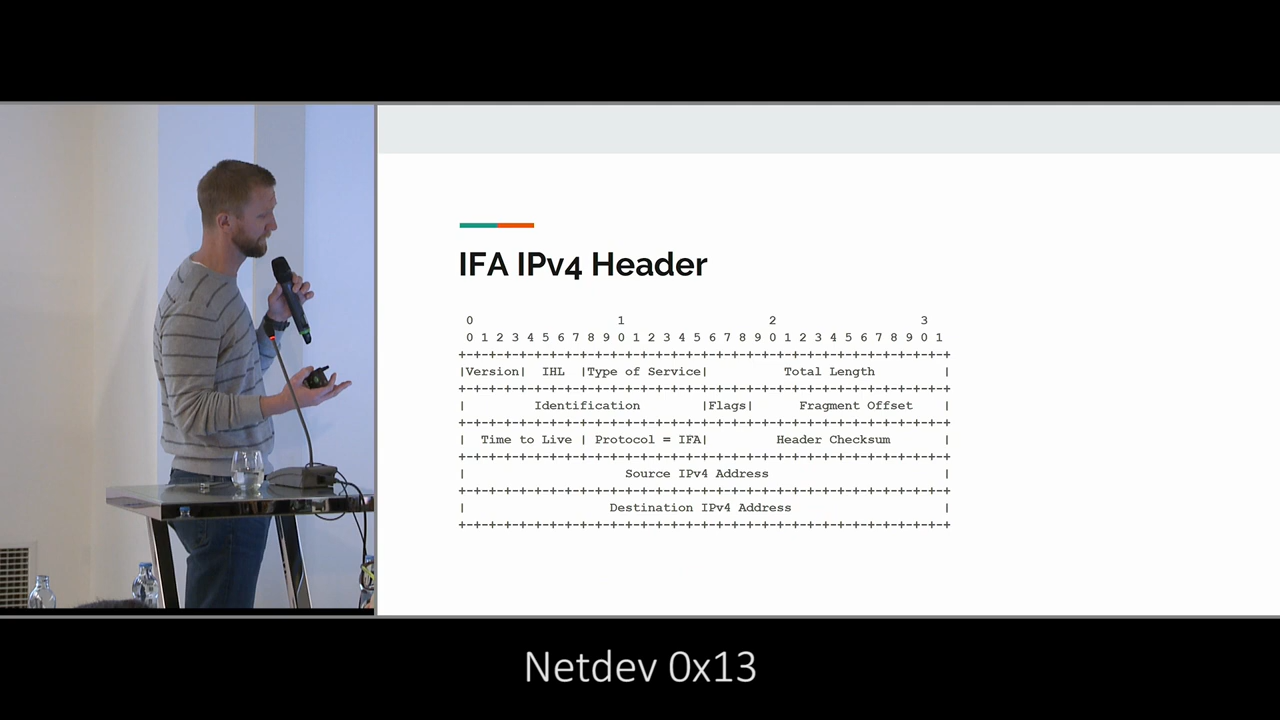 IFA IPv4 Header
0                   1                   2                   3
0 1 2 3 4 5 6 7 8 9 0 1 2 3 4 5 6 7 8 9 0 1 2 3 4 5 6 7 8 9 0 1
+-+-+-+-+-+-+-+-+-+-+-+-+-+-+-+-+-+-+-+-+-+-+-+-+-+-+-+-+-+-+-+-+
|Version|  IHL  |Type of Service|          Total Length         |
+-+-+-+-+-+-+-+-+-+-+-+-+-+-+-+-+-+-+-+-+-+-+-+-+-+-+-+-+-+-+-+-+
|         Identification        |Flags|      Fragment Offset    |
+-+-+-+-+-+-+-+-+-+-+-+-+-+-+-+-+-+-+-+-+-+-+-+-+-+-+-+-+-+-+-+-+
|  Time to Live | Protocol = IFA|         Header Checksum       |
+-+-+-+-+-+-+-+-+-+-+-+-+-+-+-+-+-+-+-+-+-+-+-+-+-+-+-+-+-+-+-+-+
|                     Source IPv4 Address                       |
+-+-+-+-+-+-+-+-+-+-+-+-+-+-+-+-+-+-+-+-+-+-+-+-+-+-+-+-+-+-+-+-+
|                   Destination IPv4 Address                    |
+-+-+-+-+-+-+-+-+-+-+-+-+-+-+-+-+-+-+-+-+-+-+-+-+-+-+-+-+-+-+-+-+
Netdev 0x13